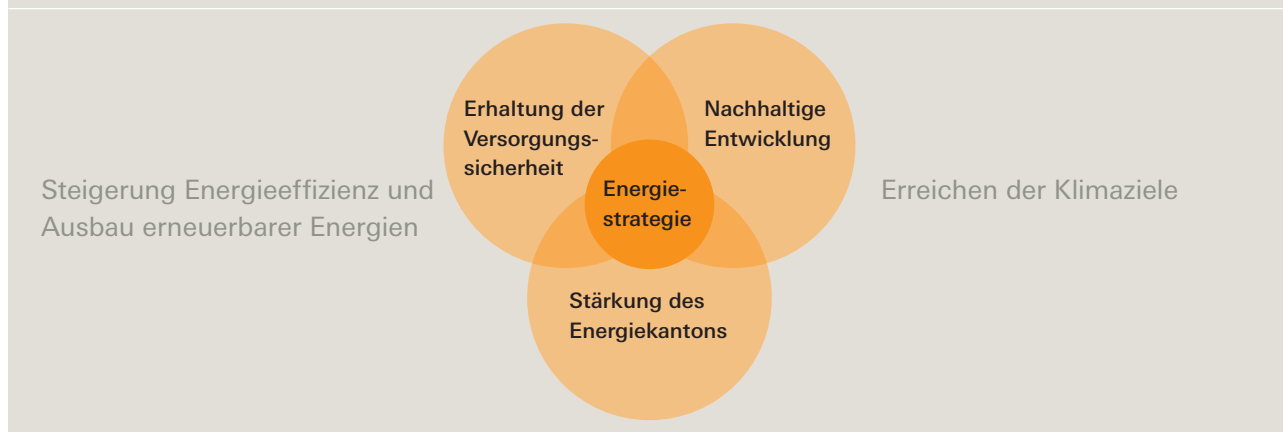 Erhaltung der
Versorgungs-
sicherheit
Nachhaltige
Entwicklung
Energie-
strategie
Stärkung des
Energiekantons
Steigerung Energieeffizienz und
Ausbau erneuerbarer Energien
Erreichen der Klimaziele